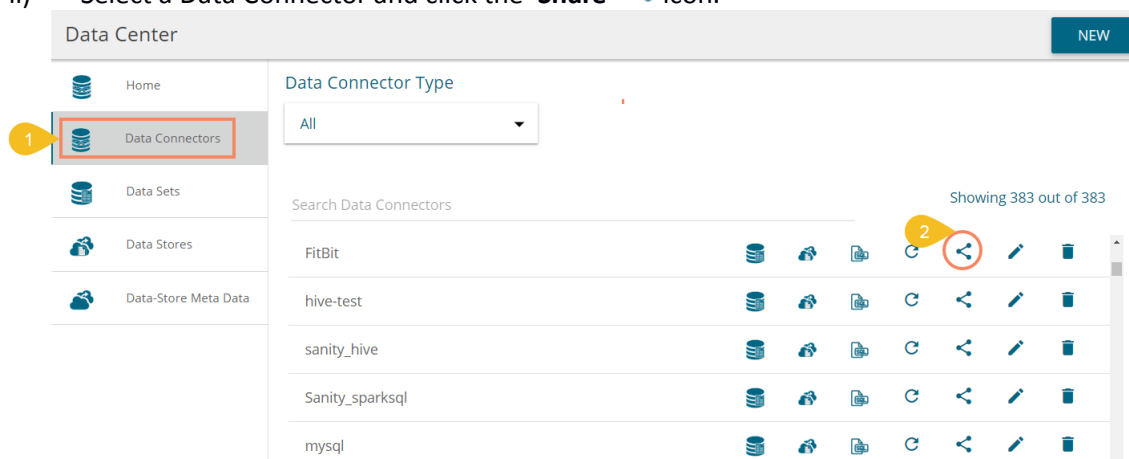 ii) Select a Data Connector and click the 'Share' icon.
Data Center
NEW
Home
Data Connectors
Data Sets
Data Stores
Data-Store Meta Data
1
Data Connector Type
All
Search Data Connectors
Showing 383 out of 383
2
FitBit
hive-test
sanity_hive
Sanity_sparksql
mysql